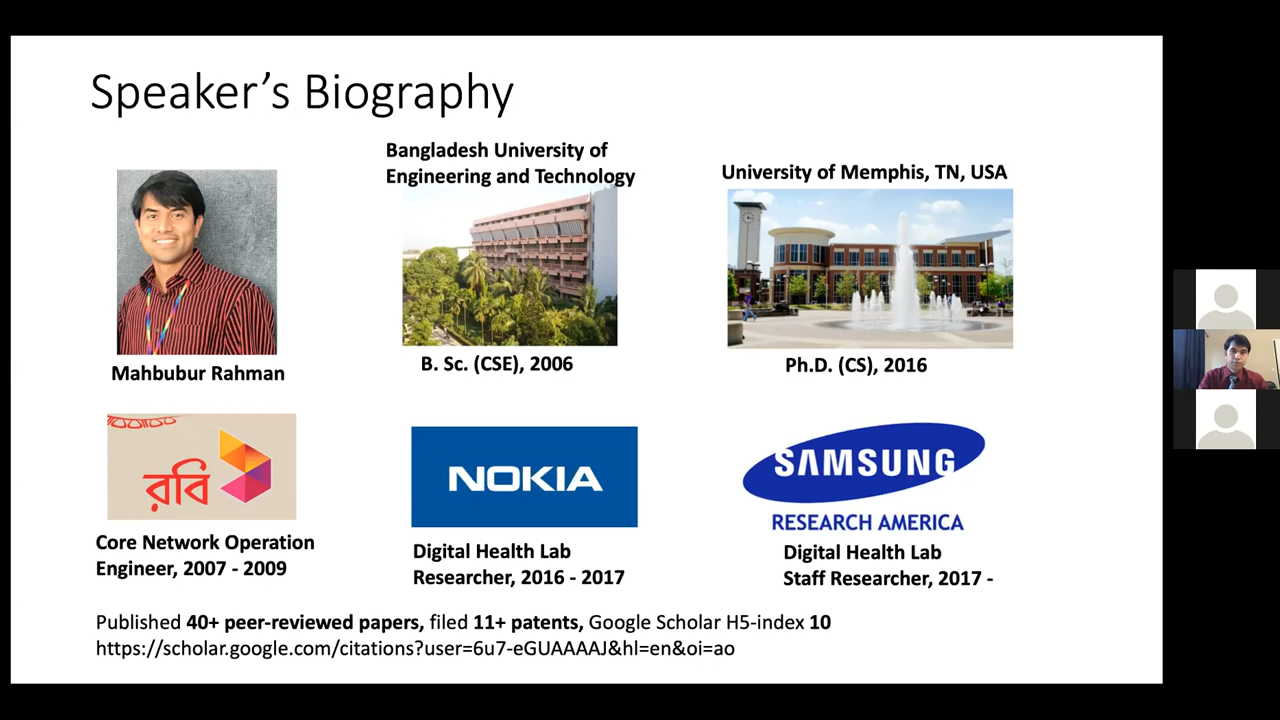 Speaker's Biography
Bangladesh University of
Engineering and Technology
University of Memphis, TN, USA
Mahbubur Rahman
B. Sc. (CSE), 2006
Ph.D. (CS), 2016
রবি
NOKIA
SAMSUNG
RESEARCH AMERICA
Core Network Operation
Engineer, 2007 - 2009
Digital Health Lab
Researcher, 2016 - 2017
Digital Health Lab
Staff Researcher, 2017 -
Published 40+ peer-reviewed papers, filed 11+ patents, Google Scholar H5-index 10
https://scholar.google.com/citations?user=6u7-eGUAAAAJ&hl=en&oi=ao